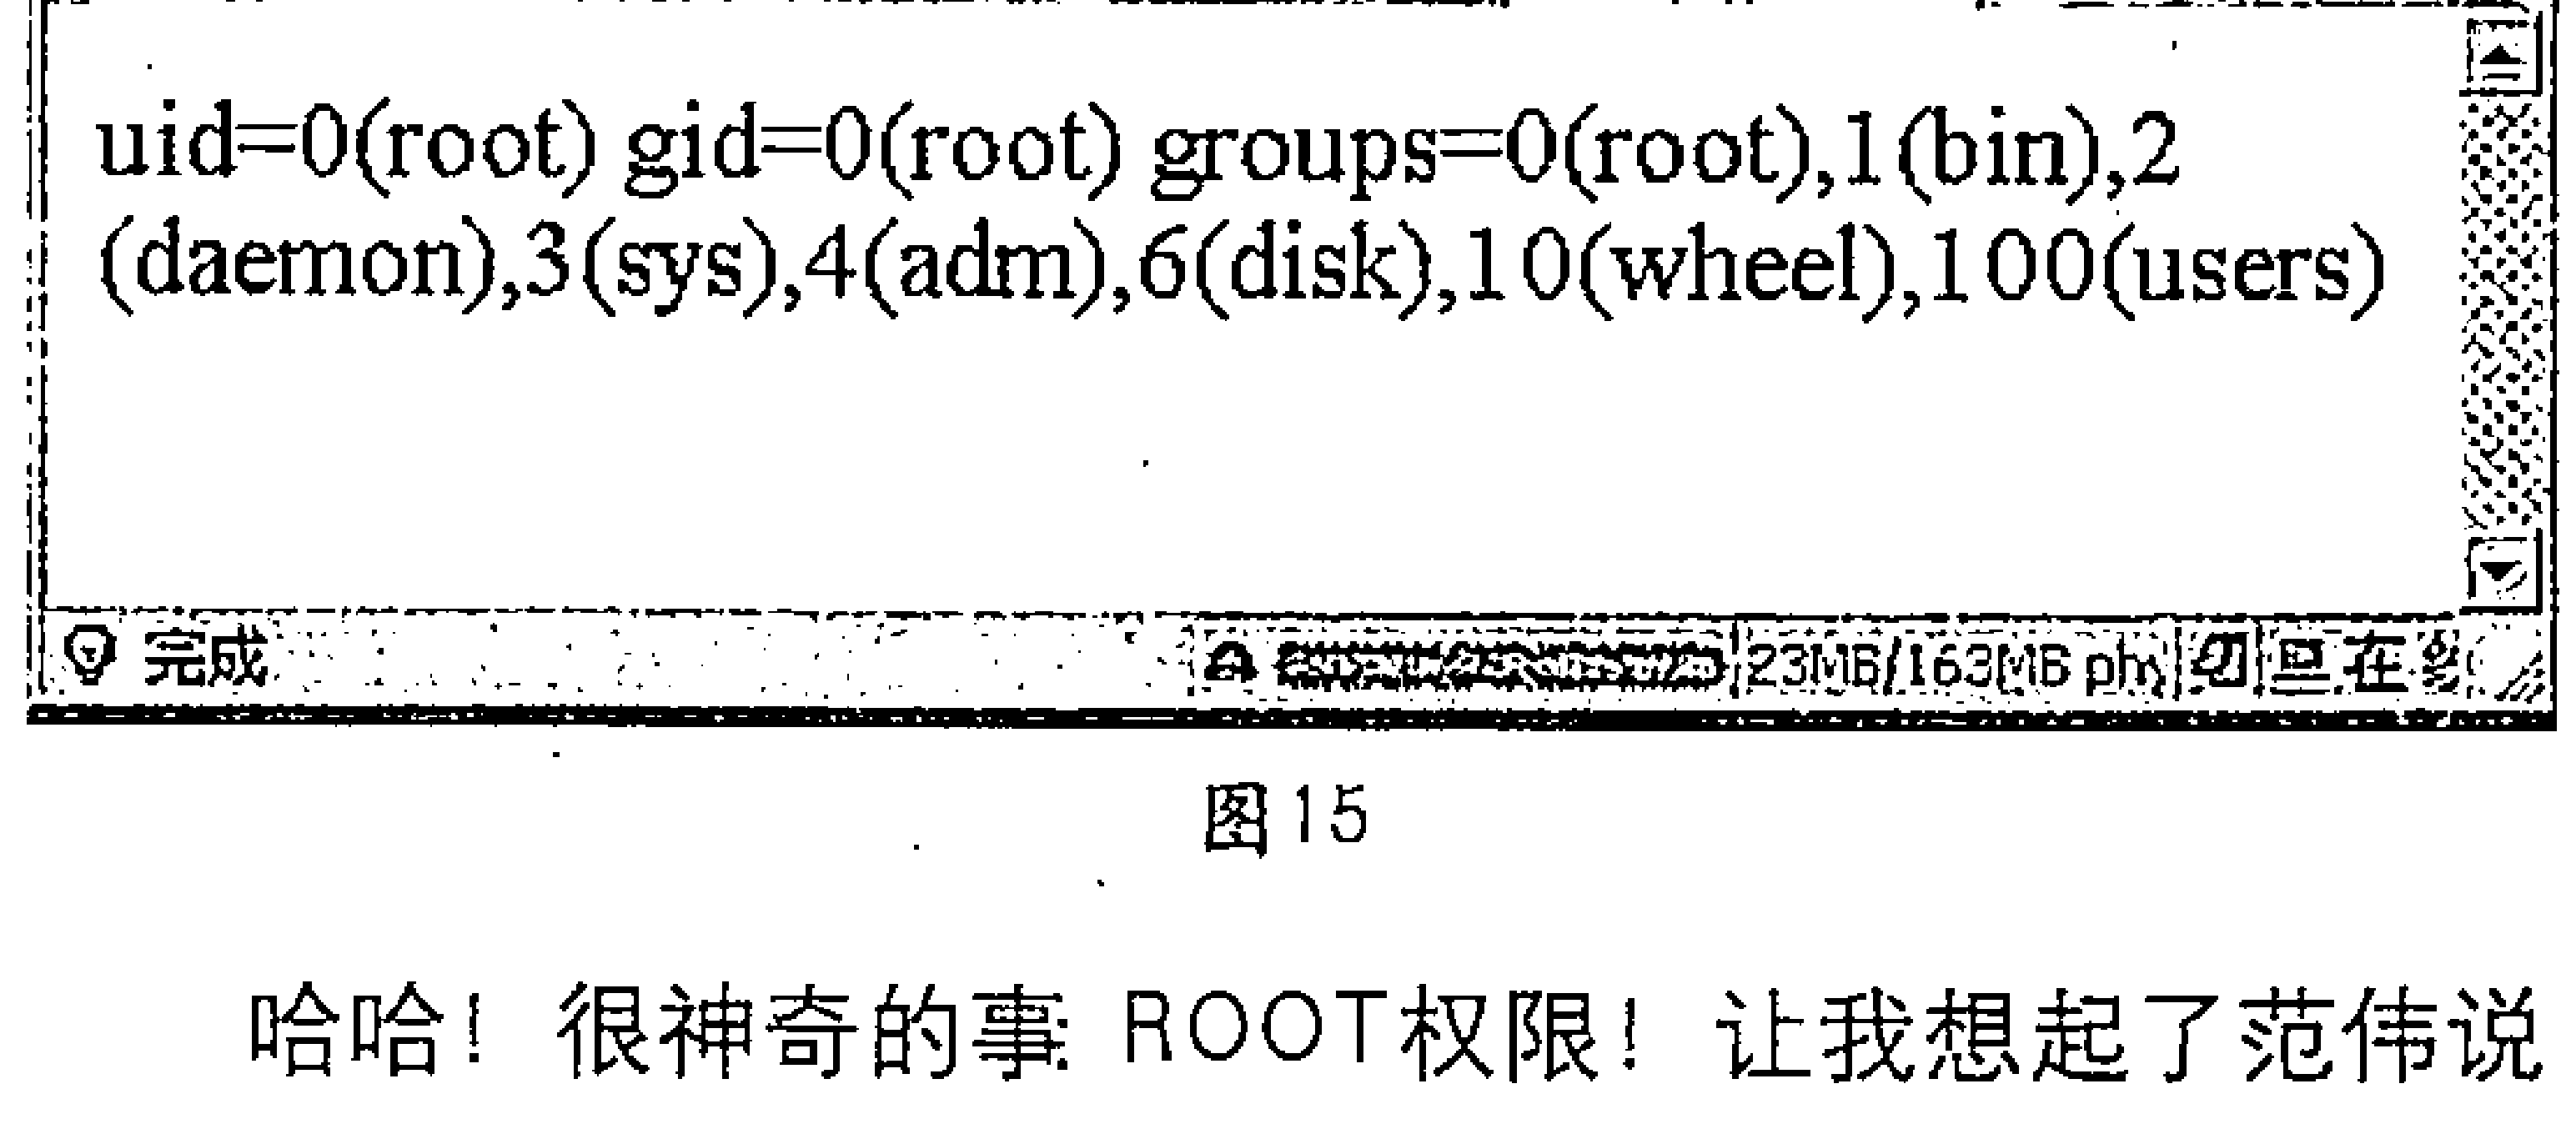 uid=0(root) gid=0(root) groups=0(root),1(bin),2
(daemon),3(sys),4(adm),6(disk),10(wheel),100(users)
完成 23MB/163MB phy
图15
哈哈！很神奇的事 ROOT权限！让我想起了范伟说